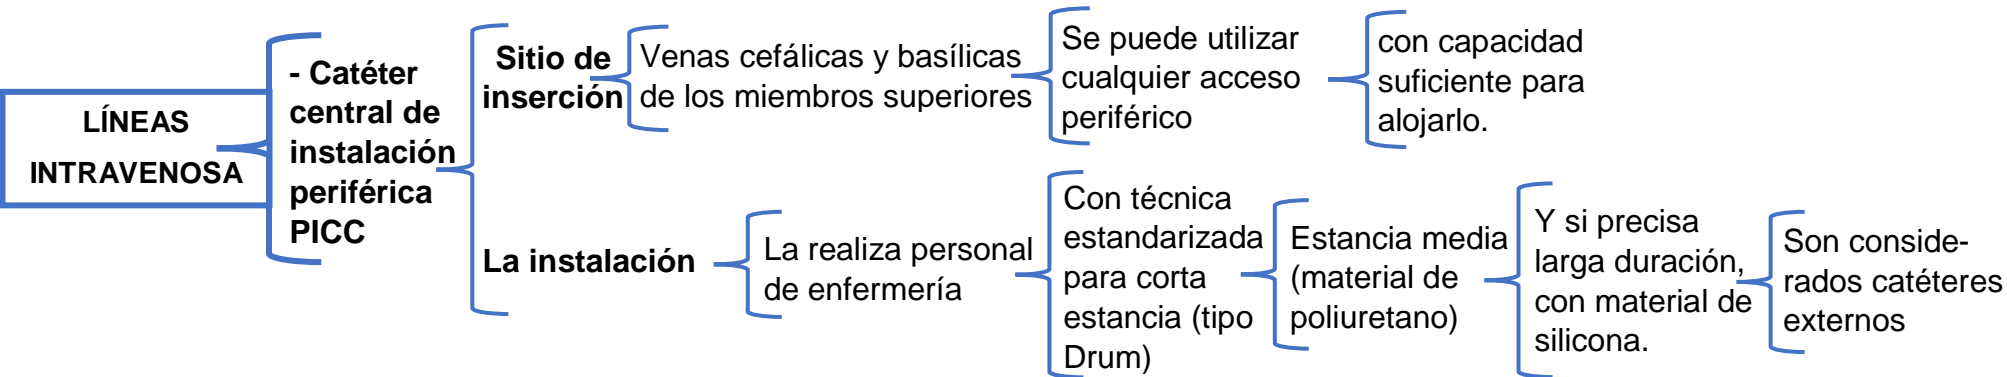 LÍNEAS
INTRAVENOSA
- Catéter
central de
instalación
periférica
PICC
Sitio de
inserción
Venas cefálicas y basílicas
de los miembros superiores
Se puede utilizar
cualquier acceso
periférico
con capacidad
suficiente para
alojarlo.
La instalación
La realiza personal
de enfermería
Con técnica
estandarizada
para corta
estancia (tipo
Drum)
Estancia media
(material de
poliuretano)
Y si precisa
larga duración,
con material de
silicona.
Son conside-
rados catéteres
externos